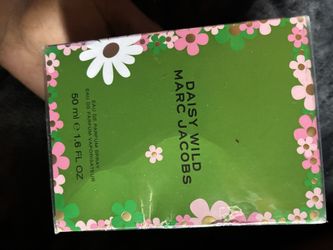 DAISY WILD
MARC JACOBS
EAU DE PARFUM SPRAY
EAU DE PARFUM VAPORISATEUR
50 ml ℮ 1.6 FL OZ